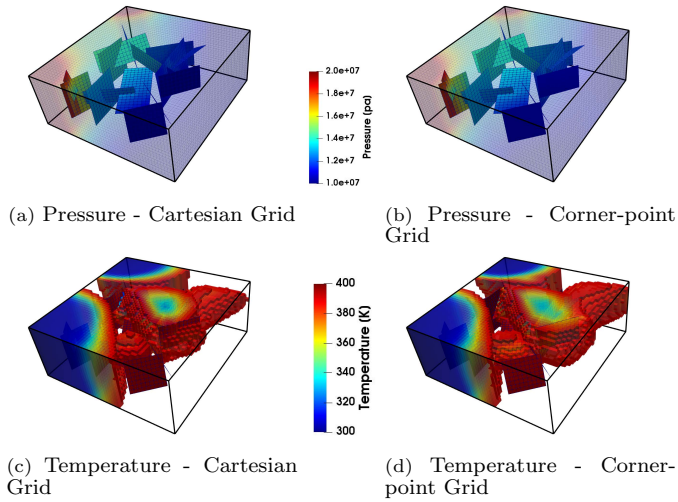 2.0e+07
1.8e+7
1.6e+7
1.4e+7
1.2e+7
1.0e+07
Pressure (pa)
(a) Pressure - Cartesian Grid
(b) Pressure - Corner-point
Grid
400
380
360
340
320
300
Temperature (K)
(c) Temperature - Cartesian
Grid
(d) Temperature - Corner-
point Grid